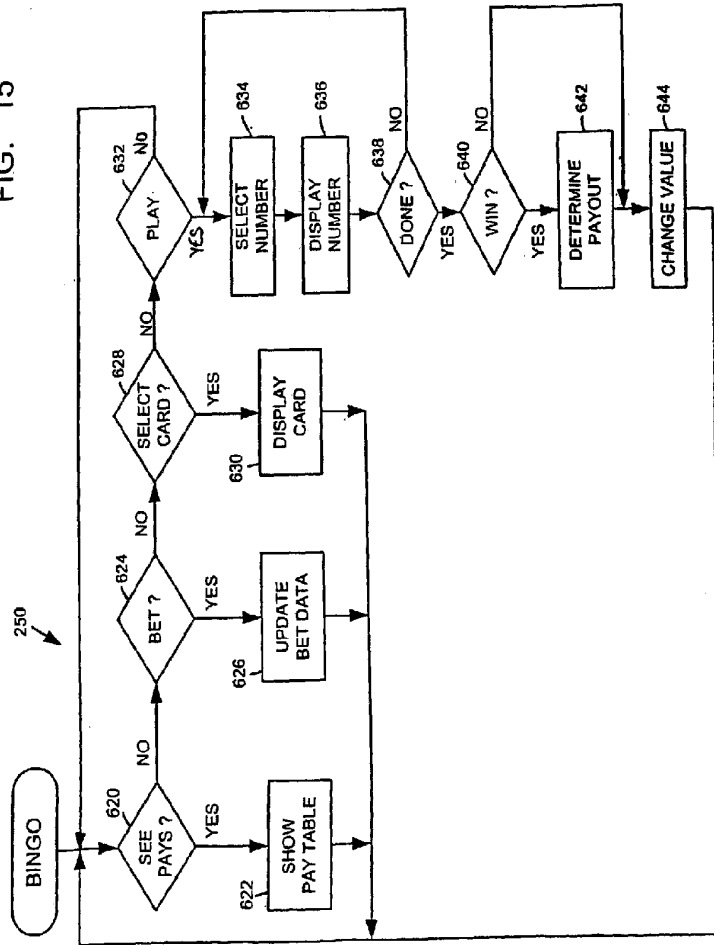 FIG. 15
250
BINGO
620
SEE
PAYS ?
NO
YES
622
SHOW
PAY TABLE
624
BET ?
NO
YES
626
UPDATE
BET DATA
628
SELECT
CARD ?
NO
YES
630
DISPLAY
CARD
632
PLAY
NO
YES
634
SELECT
NUMBER
636
DISPLAY
NUMBER
638
DONE ?
NO
YES
640
WIN ?
NO
YES
642
DETERMINE
PAYOUT
644
CHANGE VALUE